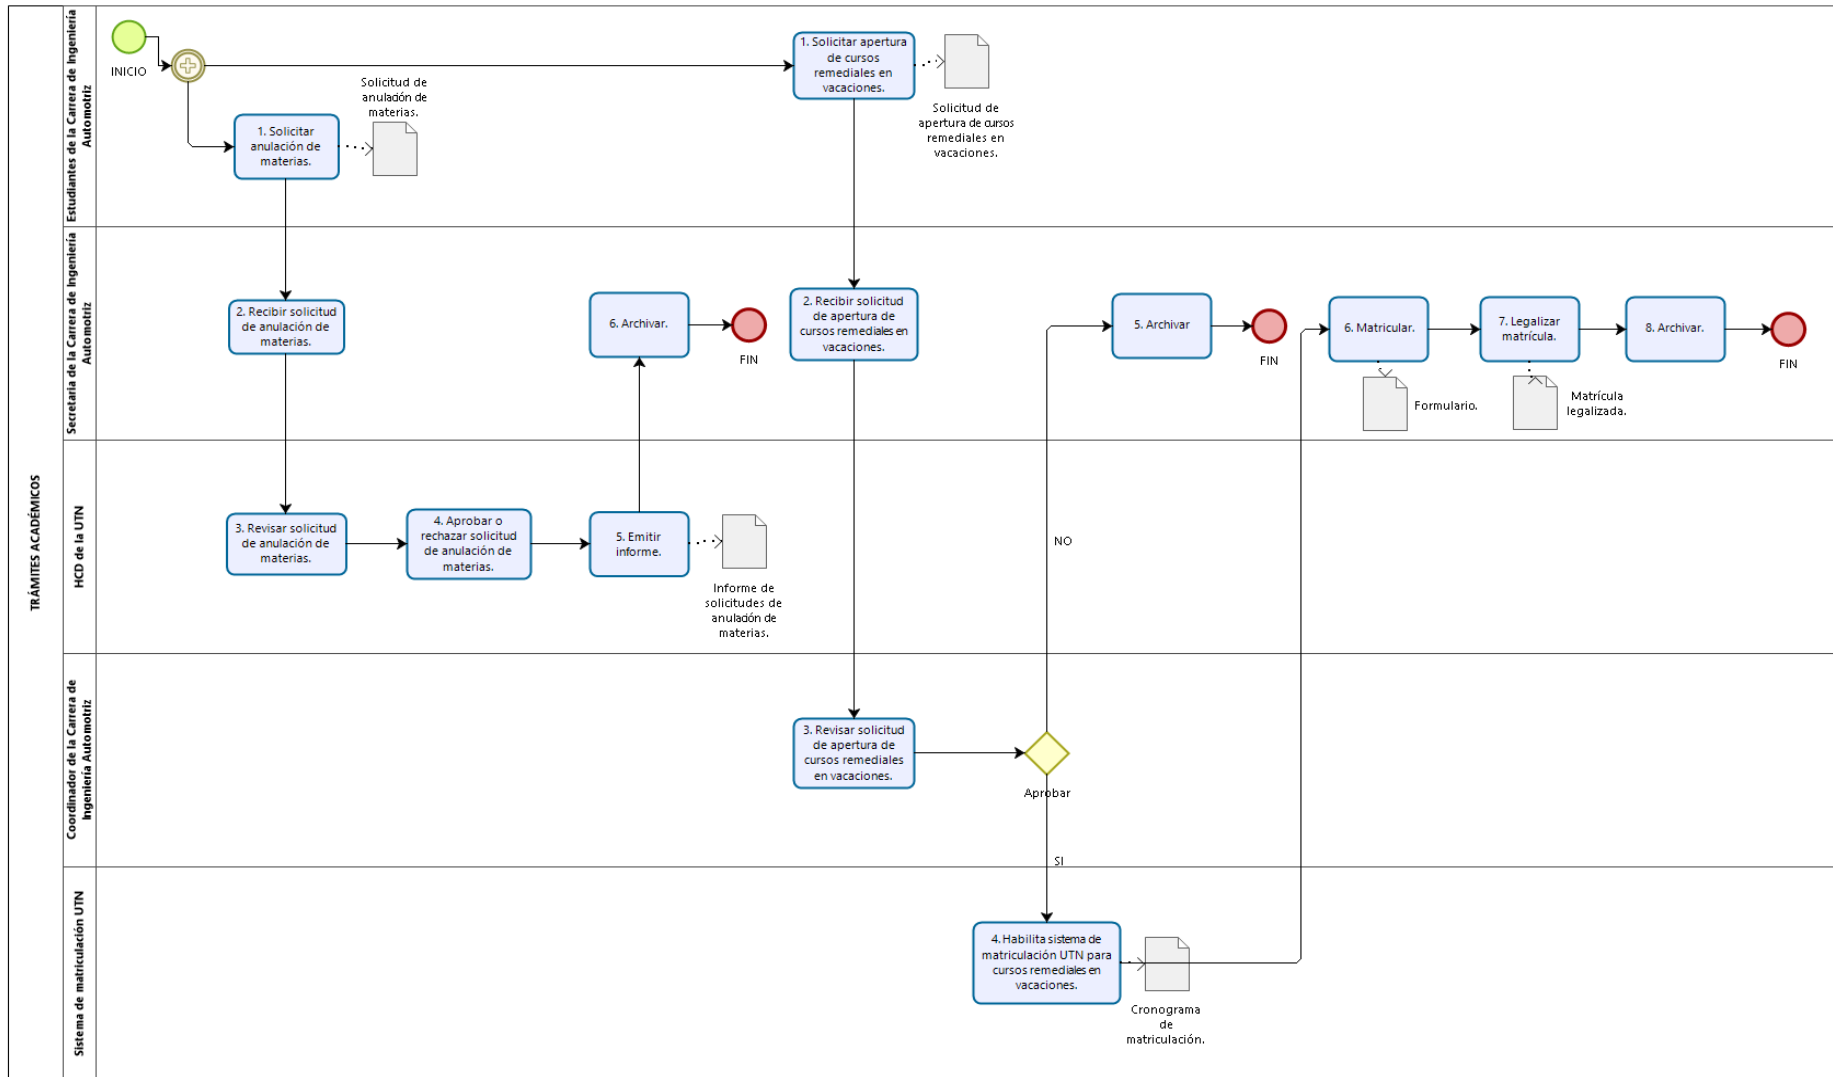 TRÁMITES ACADÉMICOS
Estudiantes de la Carrera de Ingeniería
Automotriz
INICIO
1. Solicitar
anulación de
materias.
Solicitud de
anulación de
materias.
1. Solicitar apertura
de cursos
remediales en
vacaciones.
Solicitud de
apertura de cursos
remediales en
vacaciones.
Secretaria de la Carrera de Ingeniería
Automotriz
2. Recibir solicitud
de anulación de
materias.
6. Archivar.
FIN
2. Recibir solicitud
de apertura de
cursos remediales en
vacaciones.
5. Archivar
FIN
6. Matricular.
Formulario.
7. Legalizar
matrícula.
Matrícula
legalizada.
8. Archivar.
FIN
HCD de la UTN
3. Revisar solicitud
de anulación de
materias.
4. Aprobar o
rechazar solicitud
de anulación de
materias.
5. Emitir
informe.
Informe de
solicitudes de
anulación de
materias.
NO
Coordinador de la Carrera de
Ingeniería Automotriz
3. Revisar solicitud
de apertura de
cursos remediales
en vacaciones.
Aprobar
SI
Sistema de matriculación UTN
4. Habilita sistema de
matriculación UTN para
cursos remediales en
vacaciones.
Cronograma
de
matriculación.